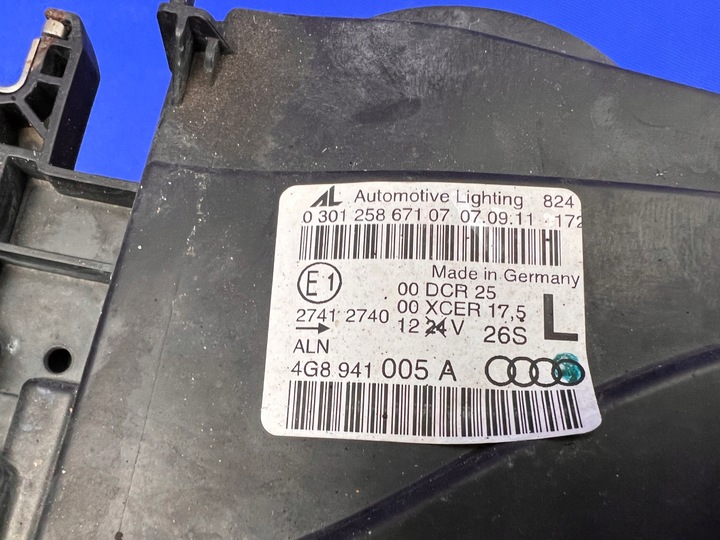 AL Automotive Lighting 824
0 301 258 671 07 07.09.11 172
H H
Made in Germany
E1
00 DCR 25
00 XCER 17,5
2741 2740
12 24 V 26S L
ALN
4G8 941 005 A